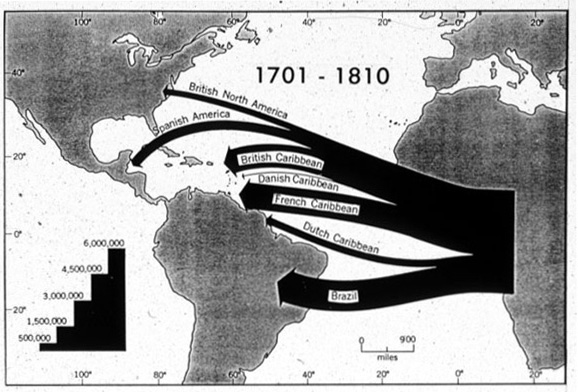 100°
80°
60°
40°
20°
0°
20°
1701 - 1810
40°
British North America
Spanish America
20°
British Caribbean
Danish Caribbean
French Caribbean
Dutch Caribbean
0°
6,000,000
4,500,000
3,000,000
1,500,000
500,000
Brazil
20°
0 900
miles
100°
80°
60°
40°
20°
0°
20°